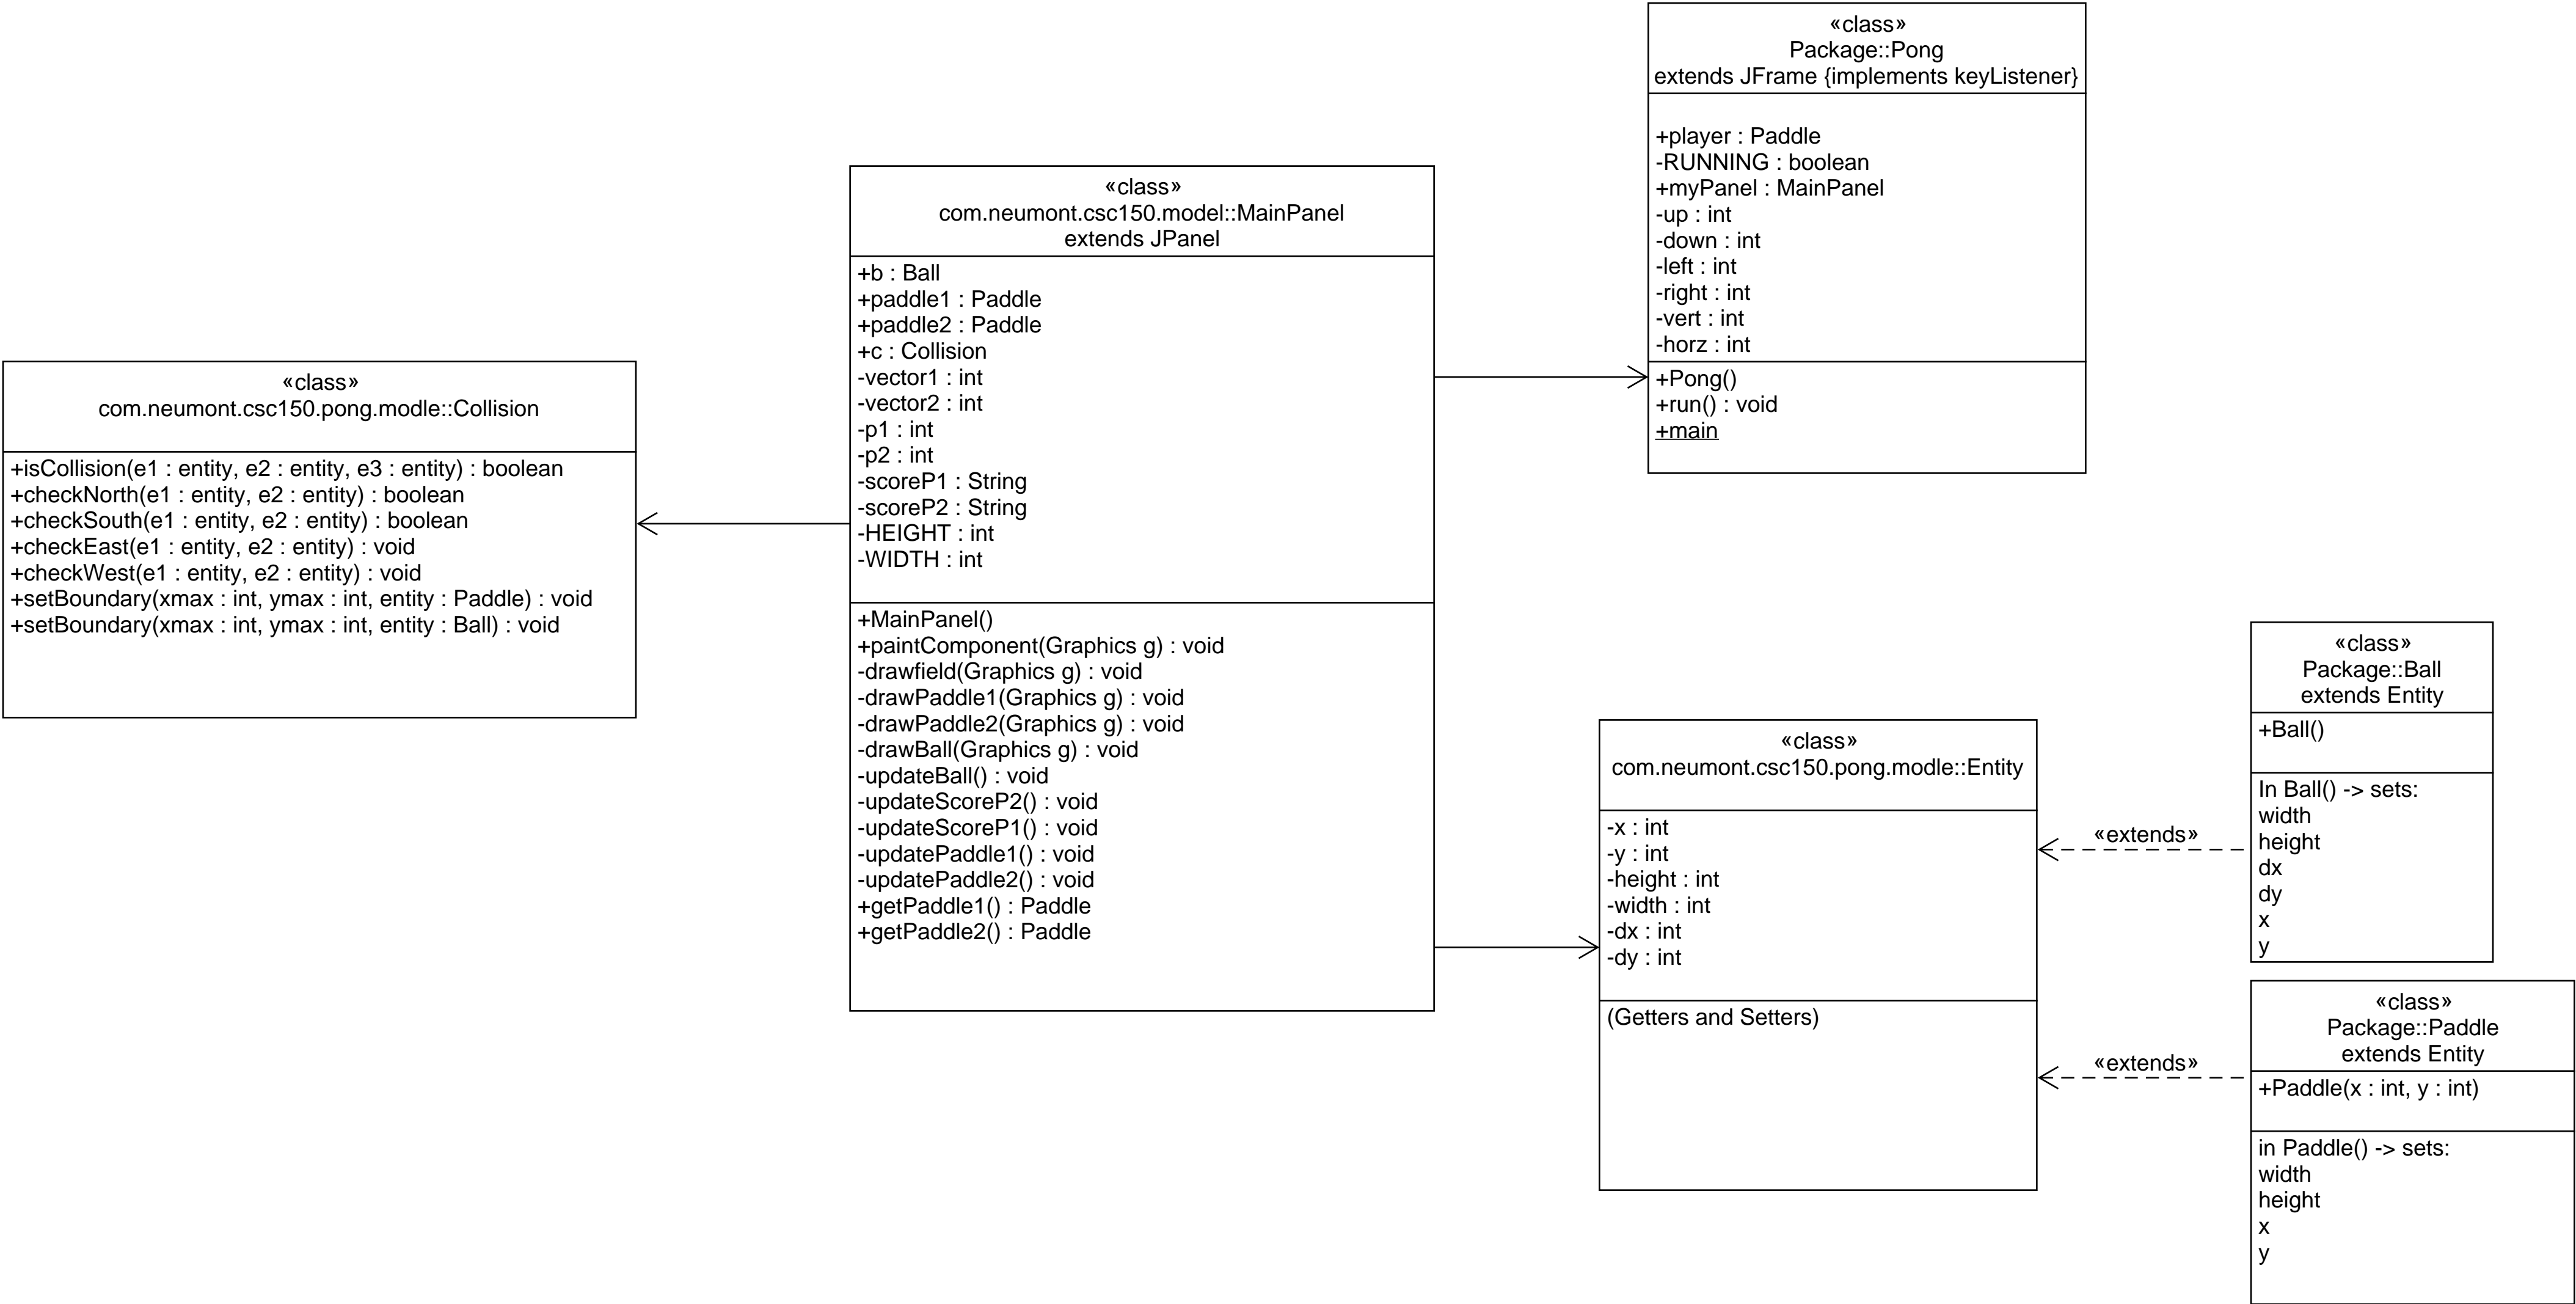 «class»
Package::Pong
extends JFrame {implements keyListener}
+player : Paddle
-RUNNING : boolean
+myPanel : MainPanel
-up : int
-down : int
-left : int
-right : int
-vert : int
-horz : int
+Pong()
+run() : void
+main
«class»
com.neumont.csc150.model::MainPanel
extends JPanel
+b : Ball
+paddle1 : Paddle
+paddle2 : Paddle
+c : Collision
-vector1 : int
-vector2 : int
-p1 : int
-p2 : int
-scoreP1 : String
-scoreP2 : String
-HEIGHT : int
-WIDTH : int
+MainPanel()
+paintComponent(Graphics g) : void
-drawfield(Graphics g) : void
-drawPaddle1(Graphics g) : void
-drawPaddle2(Graphics g) : void
-drawBall(Graphics g) : void
-updateBall() : void
-updateScoreP2() : void
-updateScoreP1() : void
-updatePaddle1() : void
-updatePaddle2() : void
+getPaddle1() : Paddle
+getPaddle2() : Paddle
«class»
com.neumont.csc150.pong.modle::Collision
+isCollision(e1 : entity, e2 : entity, e3 : entity) : boolean
+checkNorth(e1 : entity, e2 : entity) : boolean
+checkSouth(e1 : entity, e2 : entity) : boolean
+checkEast(e1 : entity, e2 : entity) : void
+checkWest(e1 : entity, e2 : entity) : void
+setBoundary(xmax : int, ymax : int, entity : Paddle) : void
+setBoundary(xmax : int, ymax : int, entity : Ball) : void
«class»
com.neumont.csc150.pong.modle::Entity
-x : int
-y : int
-height : int
-width : int
-dx : int
-dy : int
(Getters and Setters)
«extends»
«extends»
«class»
Package::Ball
extends Entity
+Ball()
In Ball() -> sets:
width
height
dx
dy
x
y
«class»
Package::Paddle
extends Entity
+Paddle(x : int, y : int)
in Paddle() -> sets:
width
height
x
y